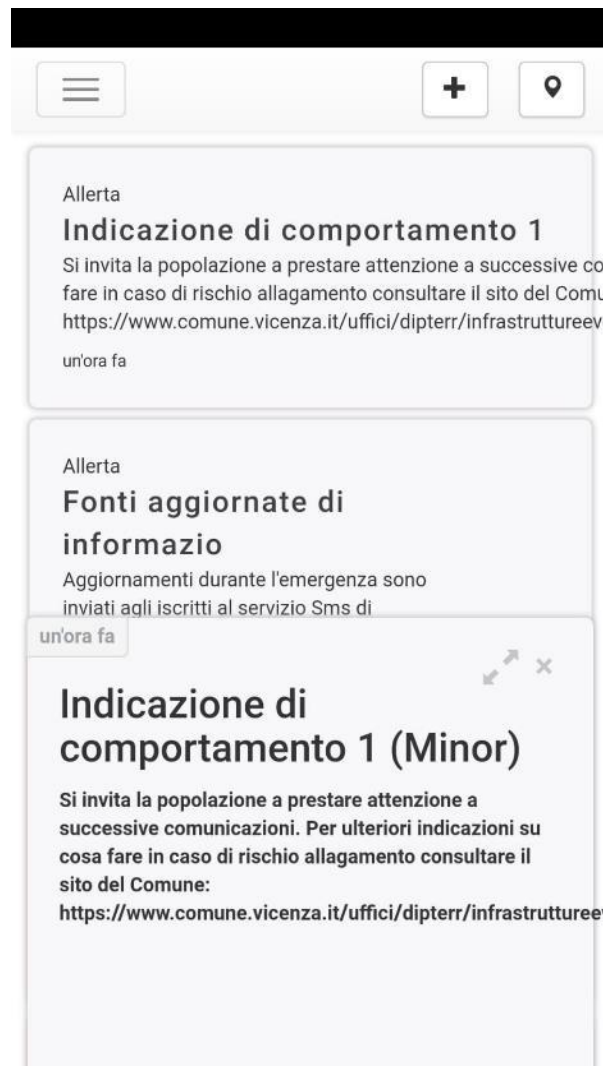 Allerta
Indicazione di comportamento 1
Si invita la popolazione a prestare attenzione a successive co
fare in caso di rischio allagamento consultare il sito del Comu
https://www.comune.vicenza.it/uffici/dipterr/infrastruttureev
un'ora fa
Allerta
Fonti aggiornate di
informazio
Aggiornamenti durante l'emergenza sono
inviati agli iscritti al servizio Sms di
un'ora fa
Indicazione di
comportamento 1 (Minor)
Si invita la popolazione a prestare attenzione a
successive comunicazioni. Per ulteriori indicazioni su
cosa fare in caso di rischio allagamento consultare il
sito del Comune:
https://www.comune.vicenza.it/uffici/dipterr/infrastruttureev